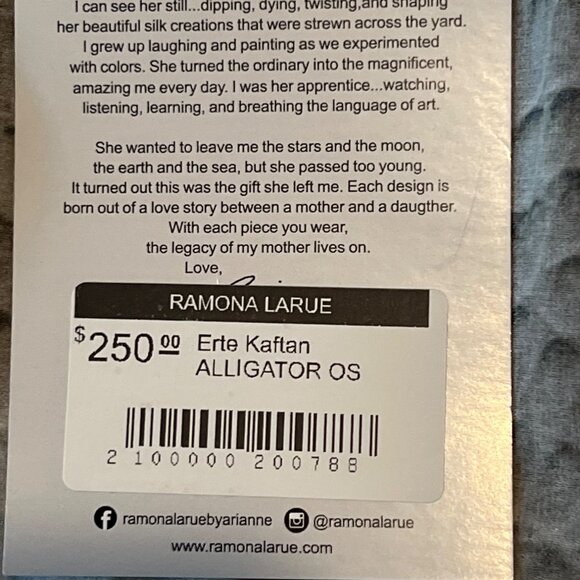 I can see her still...dipping, dying, twisting,and shaping
her beautiful silk creations that were strewn across the yard.
I grew up laughing and painting as we experimented
with colors. She turned the ordinary into the magnificent,
amazing me every day. I was her apprentice...watching,
listening, learning, and breathing the language of art.
She wanted to leave me the stars and the moon,
the earth and the sea, but she passed too young.
It turned out this was the gift she left me. Each design is
born out of a love story between a mother and a daugther.
With each piece you wear,
the legacy of my mother lives on.
Love,
RAMONA LARUE
$250.00 Erte Kaftan
ALLIGATOR OS
2 100000 200788
ramonalaruebyarianne @ramonalarue
www.ramonalarue.com